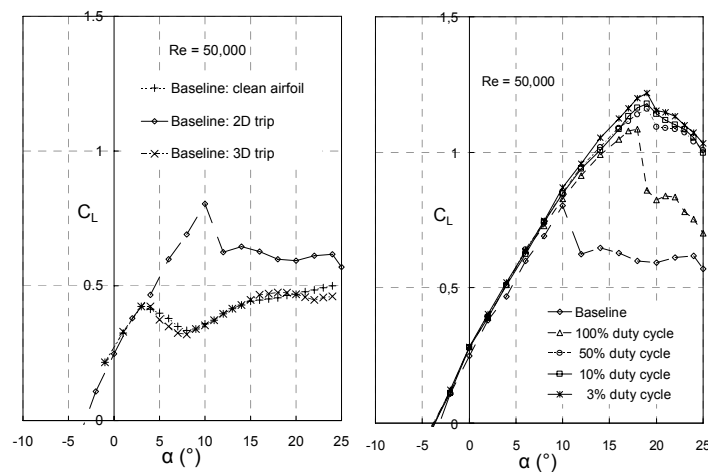 1,5
Re = 50,000
Baseline: clean airfoil
Baseline: 2D trip
Baseline: 3D trip
1
C_L
0.5
0
-10 -5 0 5 10 15 20 25
α (°)
1,5
Re = 50,000
1
C_L
0.5
Baseline
100% duty cycle
50% duty cycle
10% duty cycle
3% duty cycle
0
-10 -5 0 5 10 15 20 25
α (°)